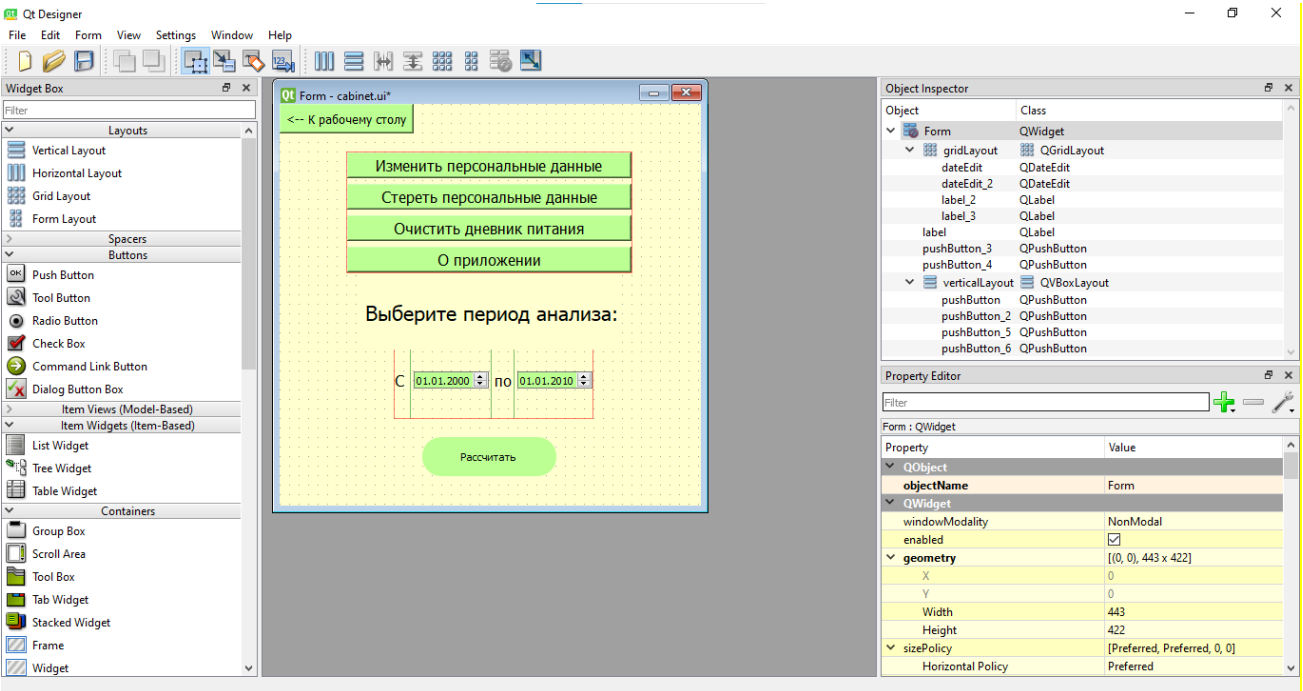 Qt Designer
File Edit Form View Settings Window Help
Widget Box
Filter
Layouts
Vertical Layout
Horizontal Layout
Grid Layout
Form Layout
Spacers
Buttons
Push Button
Tool Button
Radio Button
Check Box
Command Link Button
Dialog Button Box
Item Views (Model-Based)
Item Widgets (Item-Based)
List Widget
Tree Widget
Table Widget
Containers
Group Box
Scroll Area
Tool Box
Tab Widget
Stacked Widget
Frame
Widget
Form - cabinet.ui*
<-- К рабочему столу
Изменить персональные данные
Стереть персональные данные
Очистить дневник питания
О приложении
Выберите период анализа:
С 01.01.2000 по 01.01.2010
Рассчитать
Object Inspector
Object Class
Form QWidget
gridLayout QGridLayout
dateEdit QDateEdit
dateEdit_2 QDateEdit
label_2 QLabel
label_3 QLabel
label QLabel
pushButton_3 QPushButton
pushButton_4 QPushButton
verticalLayout QVBoxLayout
pushButton QPushButton
pushButton_2 QPushButton
pushButton_5 QPushButton
pushButton_6 QPushButton
Property Editor
Filter
Form : QWidget
Property Value
QObject
objectName Form
QWidget
windowModality NonModal
enabled
geometry [(0, 0), 443 x 422]
X 0
Y 0
Width 443
Height 422
sizePolicy [Preferred, Preferred, 0, 0]
Horizontal Policy Preferred